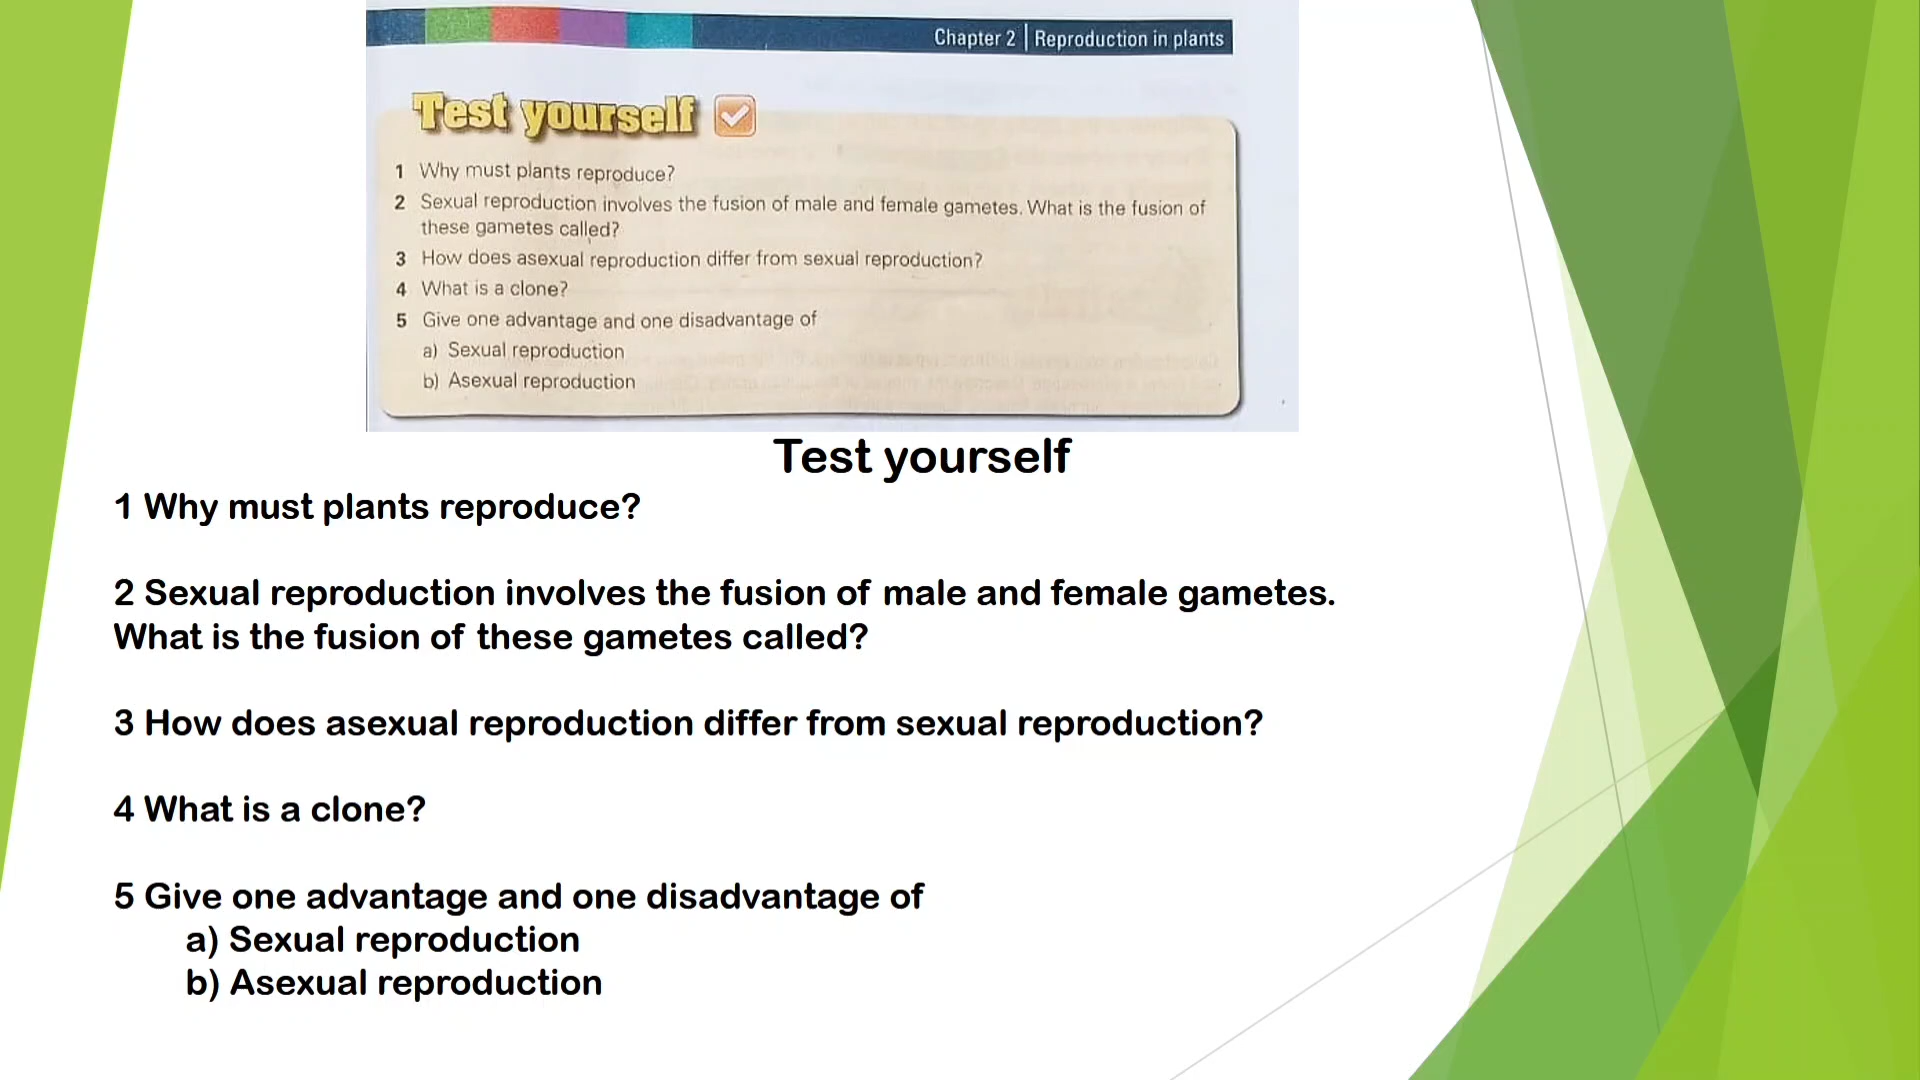 Chapter 2 | Reproduction in plants
Test yourself
1 Why must plants reproduce?
2 Sexual reproduction involves the fusion of male and female gametes. What is the fusion of
these gametes called?
3 How does asexual reproduction differ from sexual reproduction?
4 What is a clone?
5 Give one advantage and one disadvantage of
a) Sexual reproduction
b) Asexual reproduction
Test yourself
1 Why must plants reproduce?
2 Sexual reproduction involves the fusion of male and female gametes.
What is the fusion of these gametes called?
3 How does asexual reproduction differ from sexual reproduction?
4 What is a clone?
5 Give one advantage and one disadvantage of
a) Sexual reproduction
b) Asexual reproduction